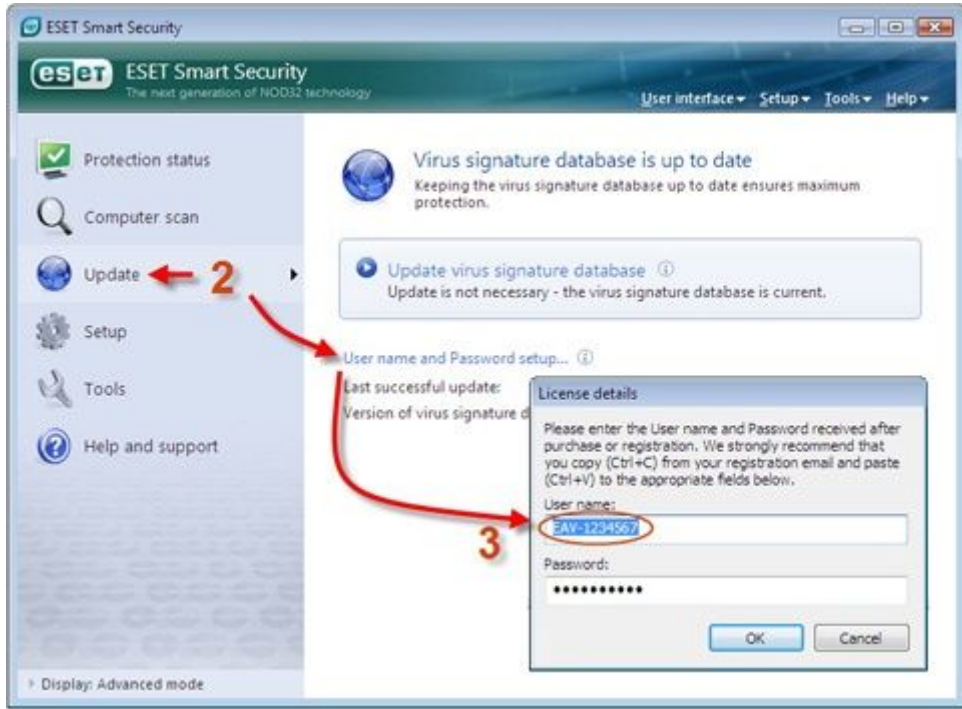 ESET Smart Security
eset
ESET Smart Security
The next generation of NOD32 technology
User interface Setup Tools Help
Protection status
Computer scan
Update
2
Setup
Tools
Help and support
Display: Advanced mode
Virus signature database is up to date
Keeping the virus signature database up to date ensures maximum
protection.
Update virus signature database
Update is not necessary - the virus signature database is current.
User name and Password setup...
Last successful update:
Version of virus signature d
3
License details
Please enter the User name and Password received after
purchase or registration. We strongly recommend that
you copy (Ctrl+C) from your registration email and paste
(Ctrl+V) to the appropriate fields below.
User name:
EAV-1234567
Password:
••••••••••
OK Cancel